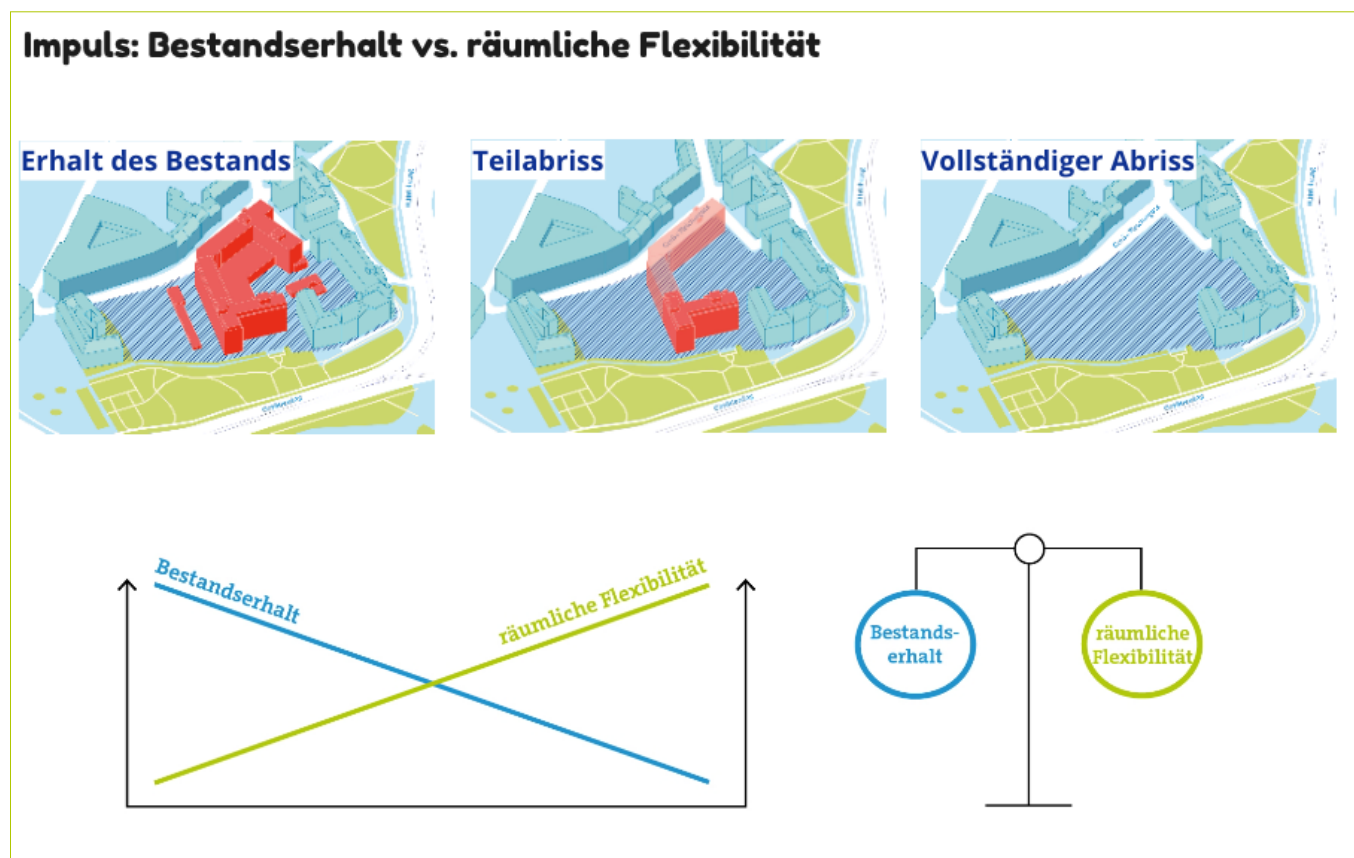 Impuls: Bestandserhalt vs. räumliche Flexibilität
Erhalt des Bestands
Teilabriss
Vollständiger Abriss
Bestandserhalt
räumliche Flexibilität
Bestands-
erhalt
räumliche
Flexibilität